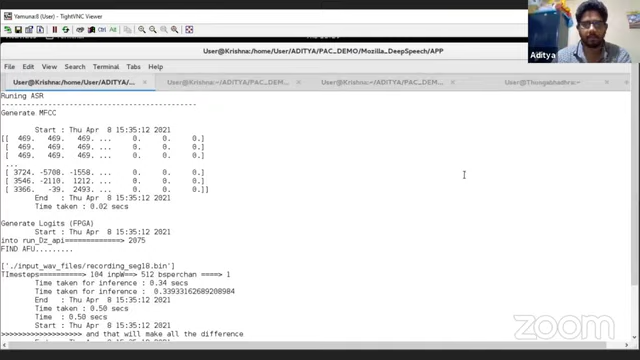 Yamuna:8 (User) - TightVNC Viewer
User@Krishna:/home/User/ADITYA/PAC_DEMO/Mozilla_DeepSpeech/APP
File Edit View Search Terminal Tabs Help
User@Krishna:/home/User/ADITYA/... × User@Krishna:~/ADITYA/PAC_DEM... × User@Krishna:~/ADITYA/PAC_DEM... × User@Thungabhadra:~ ×
Runing ASR
------------------------------------------------
Generate MFCC
Start : Thu Apr 8 15:35:12 2021
[[ 469. 469. 469. ... 0. 0. 0.]
[ 469. 469. 469. ... 0. 0. 0.]
[ 469. 469. 469. ... 0. 0. 0.]
...
[ 3724. -5708. -1558. ... 0. 0. 0.]
[ 3546. -2110. 1212. ... 0. 0. 0.]
[ 3366. -39. 2493. ... 0. 0. 0.]]
End : Thu Apr 8 15:35:12 2021
Time taken : 0.02 secs
Generate Logits (FPGA)
Start : Thu Apr 8 15:35:12 2021
into run_Dz_api=============> 2075
FIND AFU.........
['./input_wav_files/recording_seg18.bin']
TImesteps==========> 104 inpW==> 512 bsperchan ====> 1
Time taken for inference : 0.34 secs
Time taken for inference : 0.33933162689208984
End : Thu Apr 8 15:35:12 2021
Time taken : 0.50 secs
Time : 0.50 secs
Start : Thu Apr 8 15:35:12 2021
>>>>>>>>>>>>>>>>>>> and that will make all the difference
Aditya
zoom